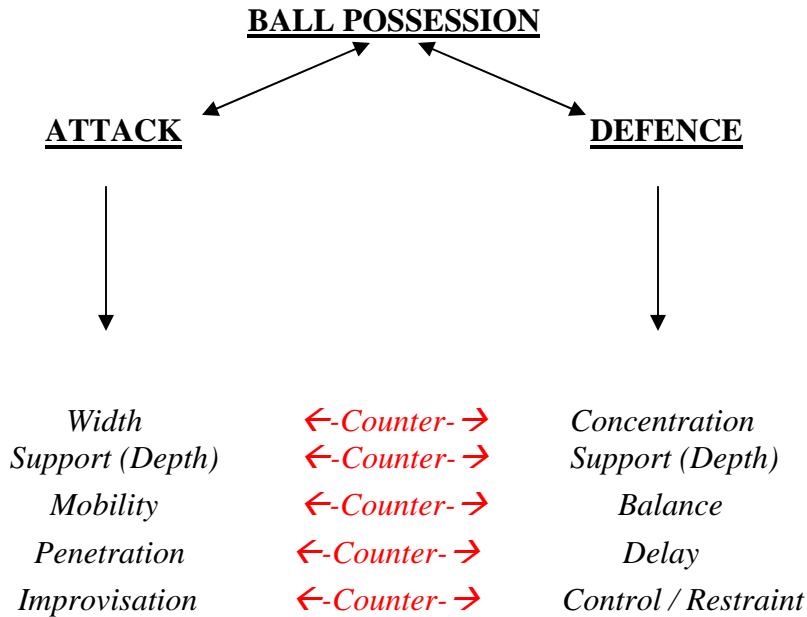 BALL POSSESSION
ATTACK DEFENCE
Width ←-Counter-→ Concentration
Support (Depth) ←-Counter-→ Support (Depth)
Mobility ←-Counter-→ Balance
Penetration ←-Counter-→ Delay
Improvisation ←-Counter-→ Control / Restraint